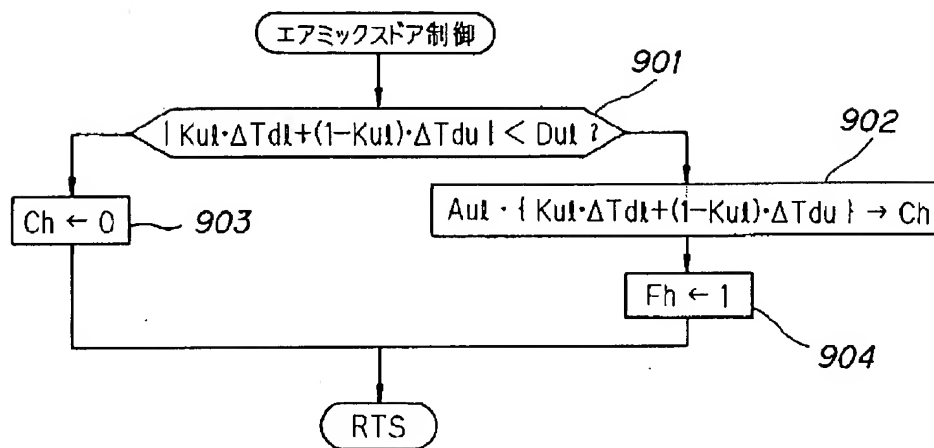 エアミックスドア制御
901
| Kul・ΔTdl+(1-Kul)・ΔTdu | < Dul ?
902
Ch ← 0
903
Aul・{ Kul・ΔTdl+(1-Kul)・ΔTdu } → Ch
Fh ← 1
904
RTS